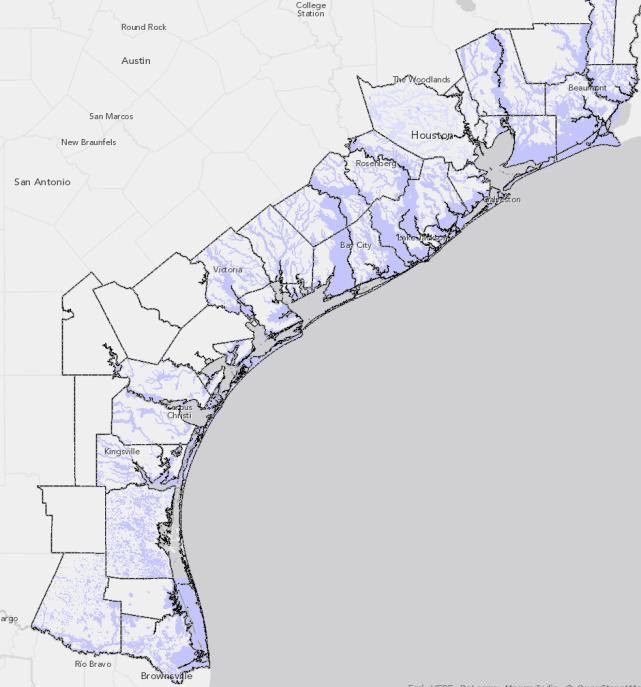 College
Station
Round Rock
Austin
The Woodlands
Beaumont
San Marcos
Houston
New Braunfels
Rosenberg
San Antonio
Galveston
Bay City
Victoria
Corpus
Christi
Kingsville
Río Bravo
Brownsville